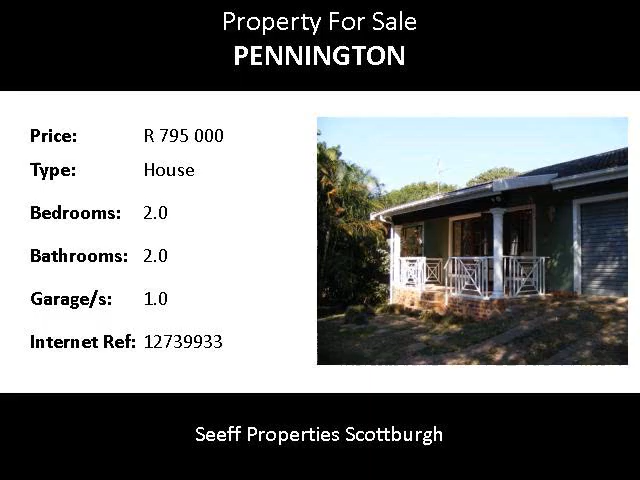 Property For Sale
PENNINGTON
Price: R 795 000
Type: House
Bedrooms: 2.0
Bathrooms: 2.0
Garage/s: 1.0
Internet Ref: 12739933
Seeff Properties Scottburgh